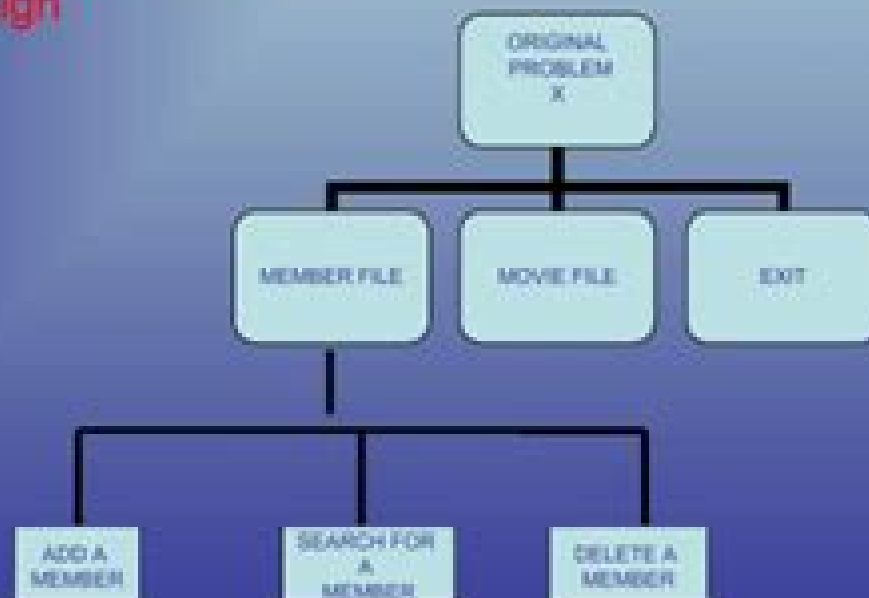 ORIGINAL
PROBLEM
X
MEMBER FILE
MOVIE FILE
EXIT
ADD A
MEMBER
SEARCH FOR
A
MEMBER
DELETE A
MEMBER